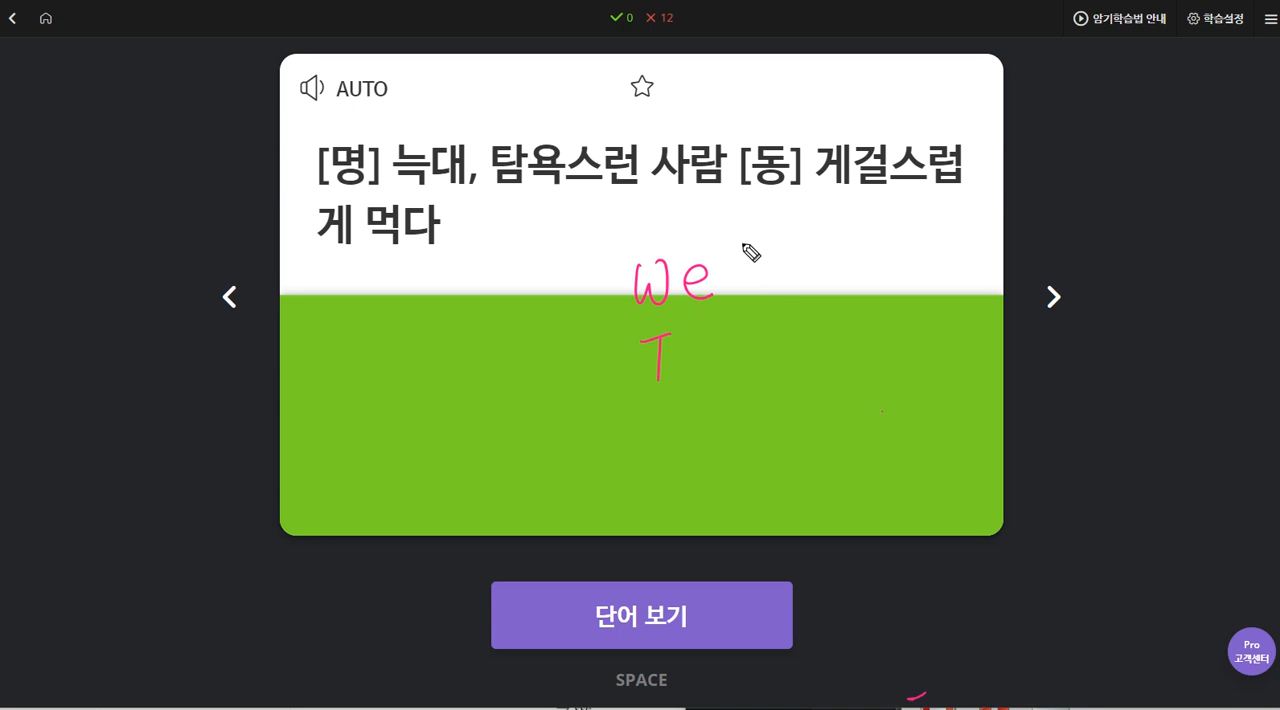 0 12
암기학습법 안내 학습설정
AUTO
[명] 늑대, 탐욕스런 사람 [동] 게걸스럽
게 먹다
we
T
단어 보기
SPACE
Pro
고객센터